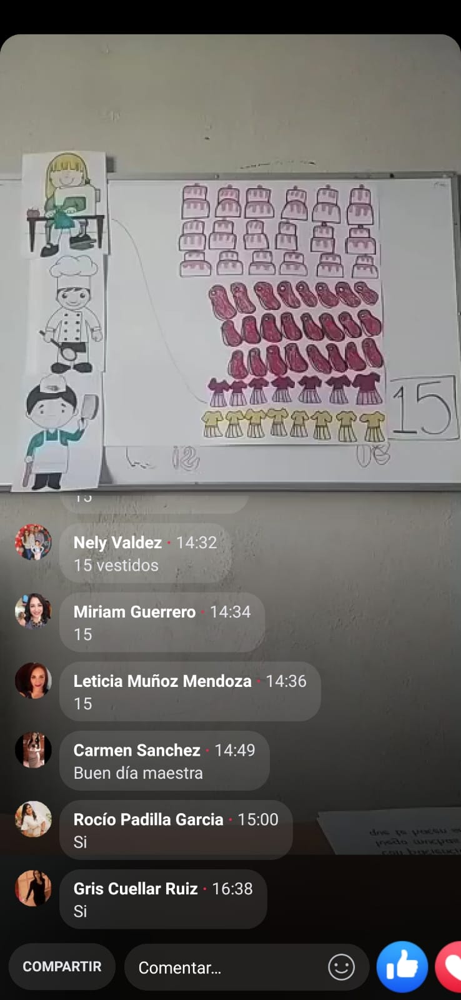 15
15
Nely Valdez · 14:32
15 vestidos
Miriam Guerrero · 14:34
15
Leticia Muñoz Mendoza · 14:36
15
Carmen Sanchez · 14:49
Buen día maestra
Rocío Padilla Garcia · 15:00
Si
Gris Cuellar Ruiz · 16:38
Si
COMPARTIR
Comentar...